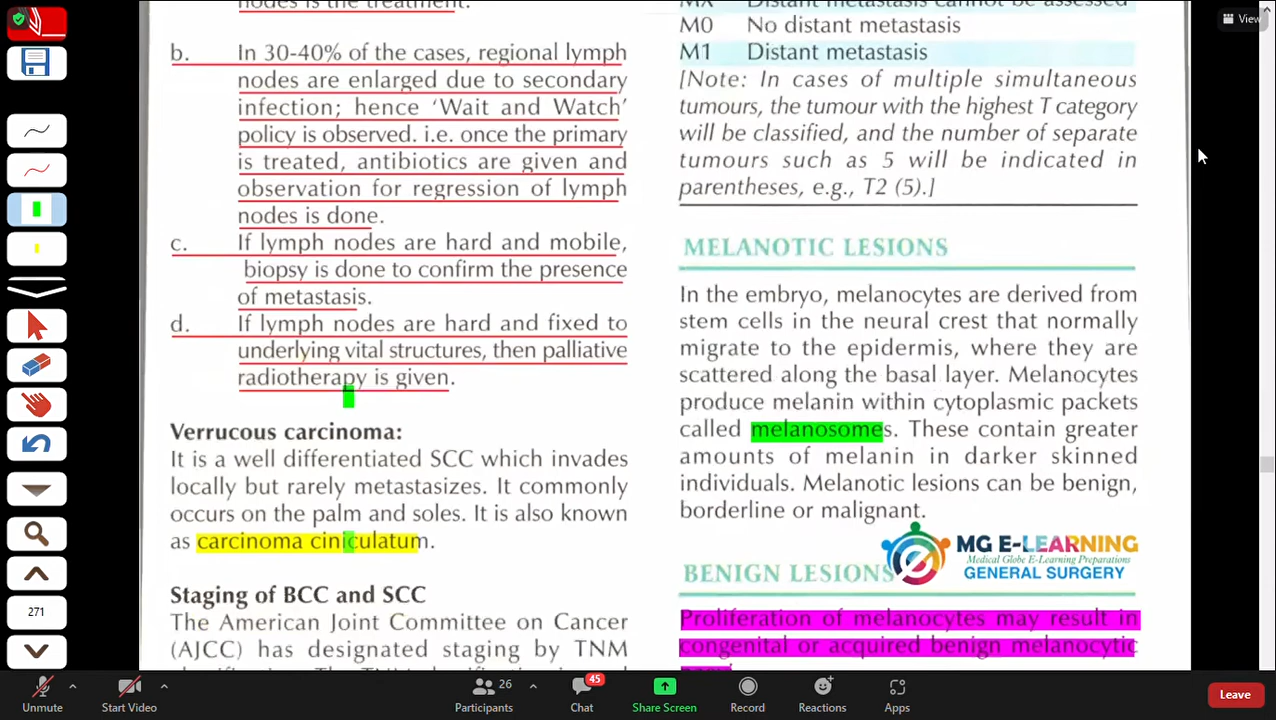 nodes is the treatment.
b. In 30-40% of the cases, regional lymph
nodes are enlarged due to secondary
infection; hence 'Wait and Watch'
policy is observed. i.e. once the primary
is treated, antibiotics are given and
observation for regression of lymph
nodes is done.
c. If lymph nodes are hard and mobile,
biopsy is done to confirm the presence
of metastasis.
d. If lymph nodes are hard and fixed to
underlying vital structures, then palliative
radiotherapy is given.
Verrucous carcinoma:
It is a well differentiated SCC which invades
locally but rarely metastasizes. It commonly
occurs on the palm and soles. It is also known
as carcinoma ciniculatum.
Staging of BCC and SCC
The American Joint Committee on Cancer
(AJCC) has designated staging by TNM
MX Distant metastasis cannot be assessed
M0 No distant metastasis
M1 Distant metastasis
[Note: In cases of multiple simultaneous
tumours, the tumour with the highest T category
will be classified, and the number of separate
tumours such as 5 will be indicated in
parentheses, e.g., T2 (5).]
MELANOTIC LESIONS
In the embryo, melanocytes are derived from
stem cells in the neural crest that normally
migrate to the epidermis, where they are
scattered along the basal layer. Melanocytes
produce melanin within cytoplasmic packets
called melanosomes. These contain greater
amounts of melanin in darker skinned
individuals. Melanotic lesions can be benign,
borderline or malignant.
MG E-LEARNING
Medical Globe E-Learning Preparations
GENERAL SURGERY
BENIGN LESIONS
Proliferation of melanocytes may result in
congenital or acquired benign melanocytic
View
271
Unmute
Start Video
26
Participants
45
Chat
Share Screen
Record
Reactions
Apps
Leave